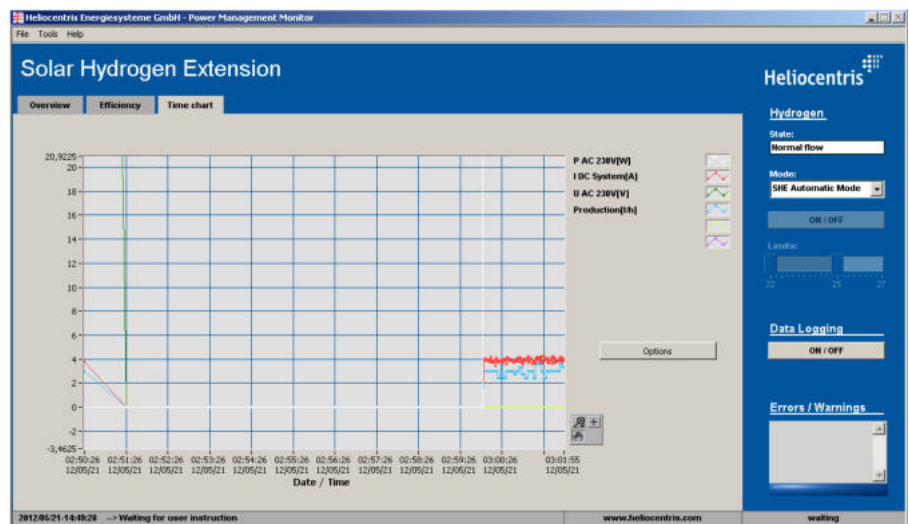 Heliocentris Energiesysteme GmbH - Power Management Monitor
File Tools Help
Solar Hydrogen Extension
Heliocentris
Overview Efficiency Time chart
Hydrogen
State:
Normal flow
Mode:
SHE Automatic Mode
ON / OFF
Limits:
22 25 27
Data Logging
ON / OFF
Errors / Warnings
20,9225
20
18
16
14
12
10
8
6
4
2
0
-2
-3,4625
P AC 230V[W]
I DC System[A]
U AC 230V[V]
Production[l/h]
Options
02:50:26 02:51:26 02:52:26 02:53:26 02:54:26 02:55:26 02:56:26 02:57:26 02:58:26 02:59:26 03:00:26 03:01:55
12/05/21 12/05/21 12/05/21 12/05/21 12/05/21 12/05/21 12/05/21 12/05/21 12/05/21 12/05/21 12/05/21 12/05/21
Date / Time
2012/05/21-14:49:28 --> Waiting for user instruction www.heliocentris.com waiting